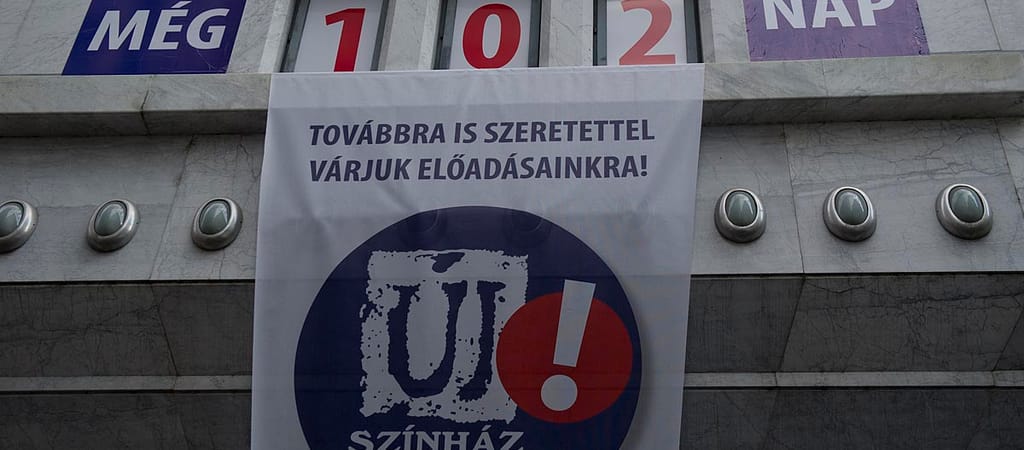 MÉG 102 NAP
TOVÁBBRA IS SZERETETTEL
VÁRJUK ELŐADÁSAINKRA!
ÚJ!
SZÍNHÁZ